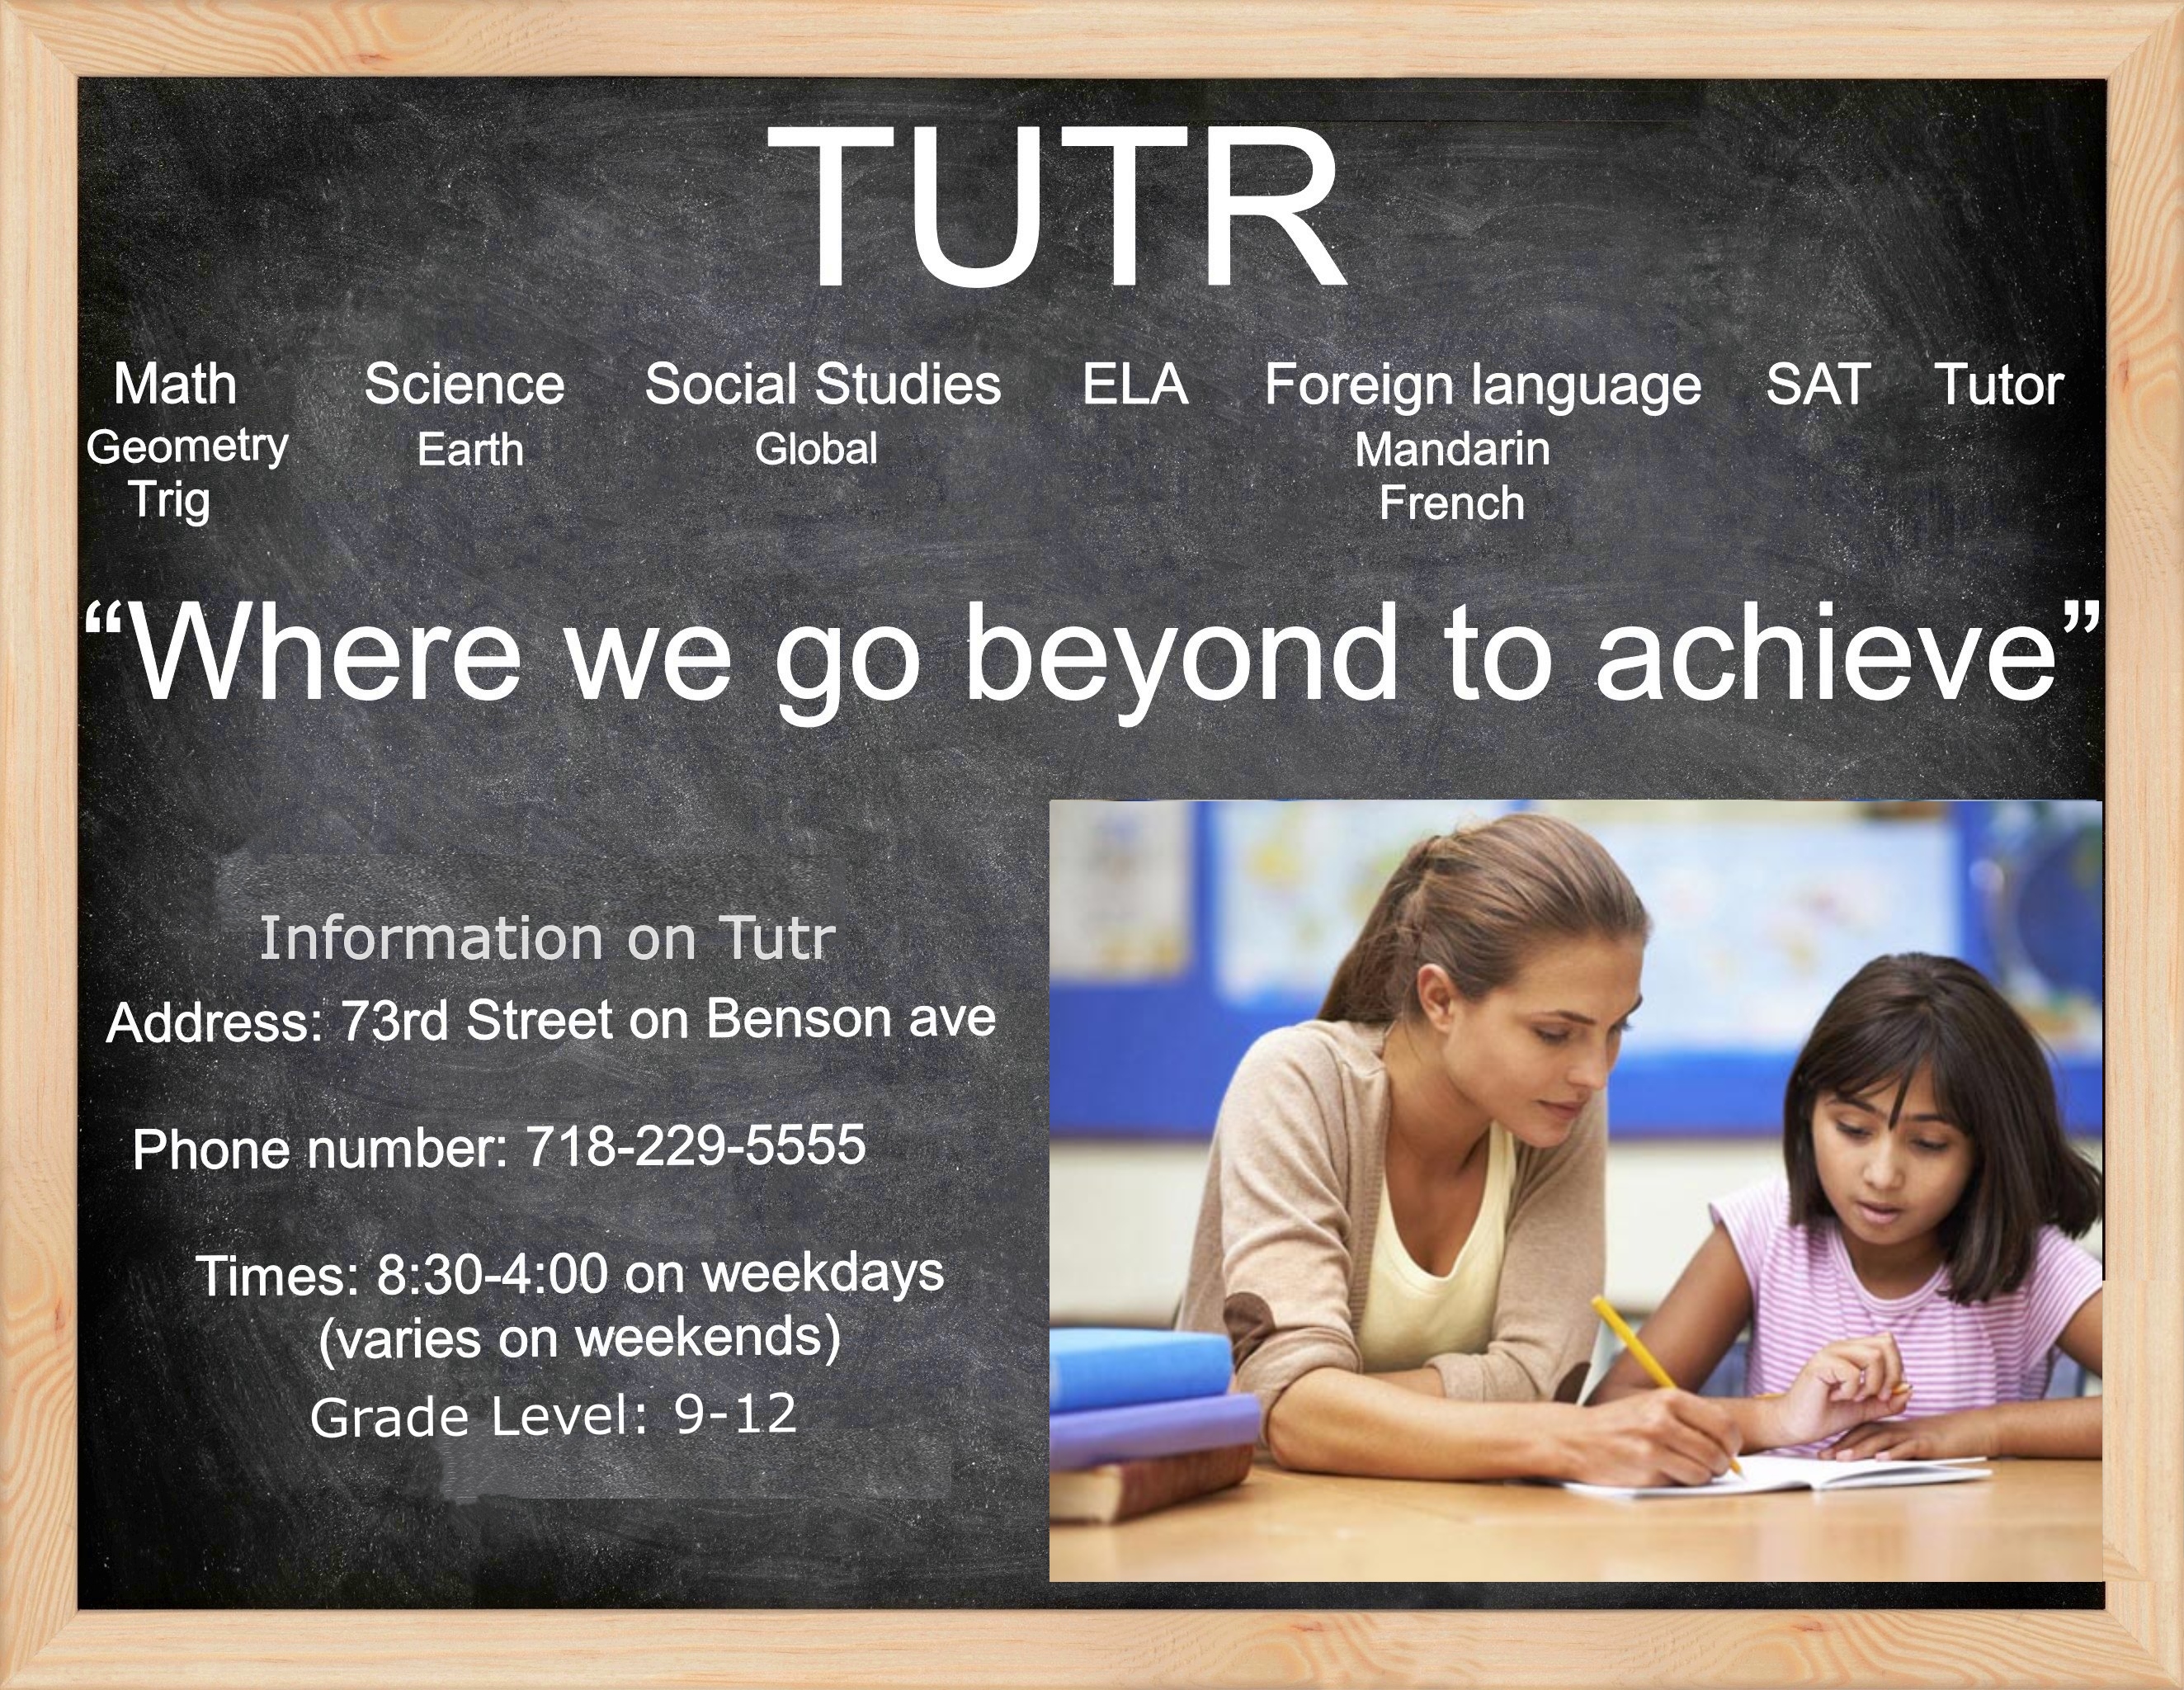 TUTR
Math Science Social Studies ELA Foreign language SAT Tutor
Geometry Earth Global Mandarin
Trig French
“Where we go beyond to achieve”
Information on Tutr
Address: 73rd Street on Benson ave
Phone number: 718-229-5555
Times: 8:30-4:00 on weekdays
(varies on weekends)
Grade Level: 9-12